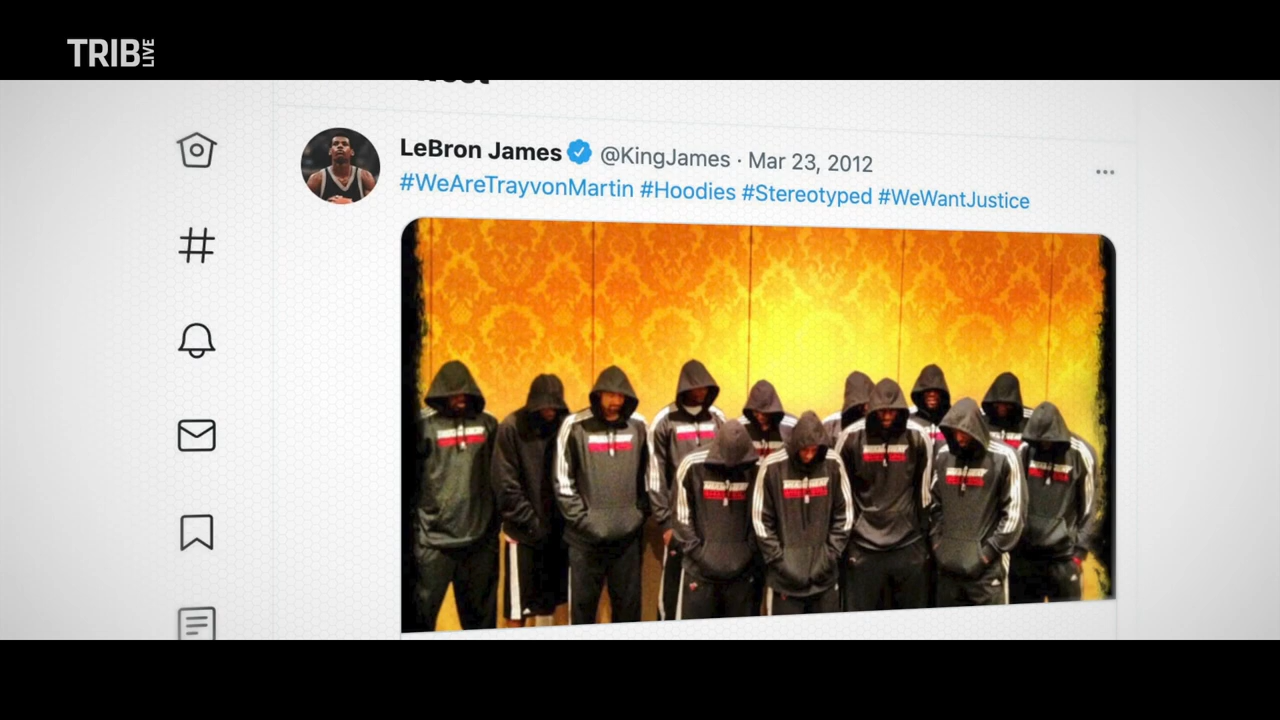 TRIB LIVE
LeBron James @KingJames · Mar 23, 2012
#WeAreTrayvonMartin #Hoodies #Stereotyped #WeWantJustice